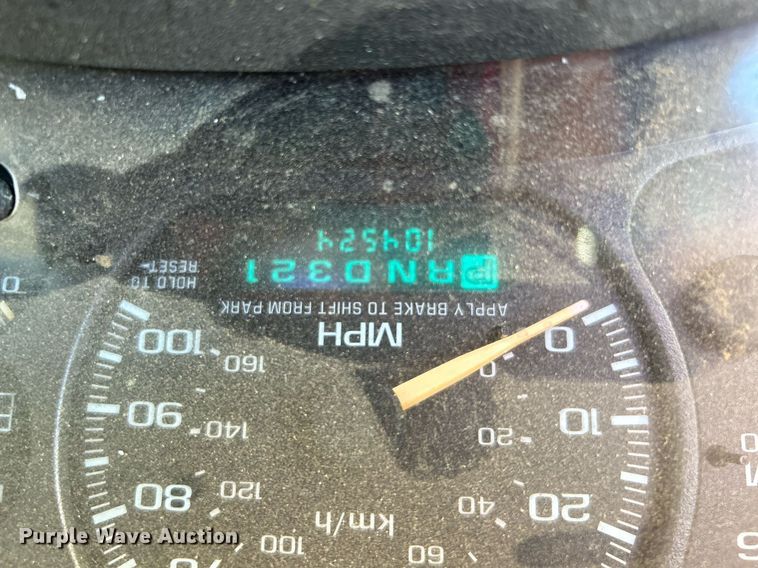 60 100
km/h
20 40 120 80
10 20 140 90
0 0 160 100
MPH
APPLY BRAKE TO SHIFT FROM PARK
PRND321
HOLD TO
RESET
104524
Purple Wave Auction